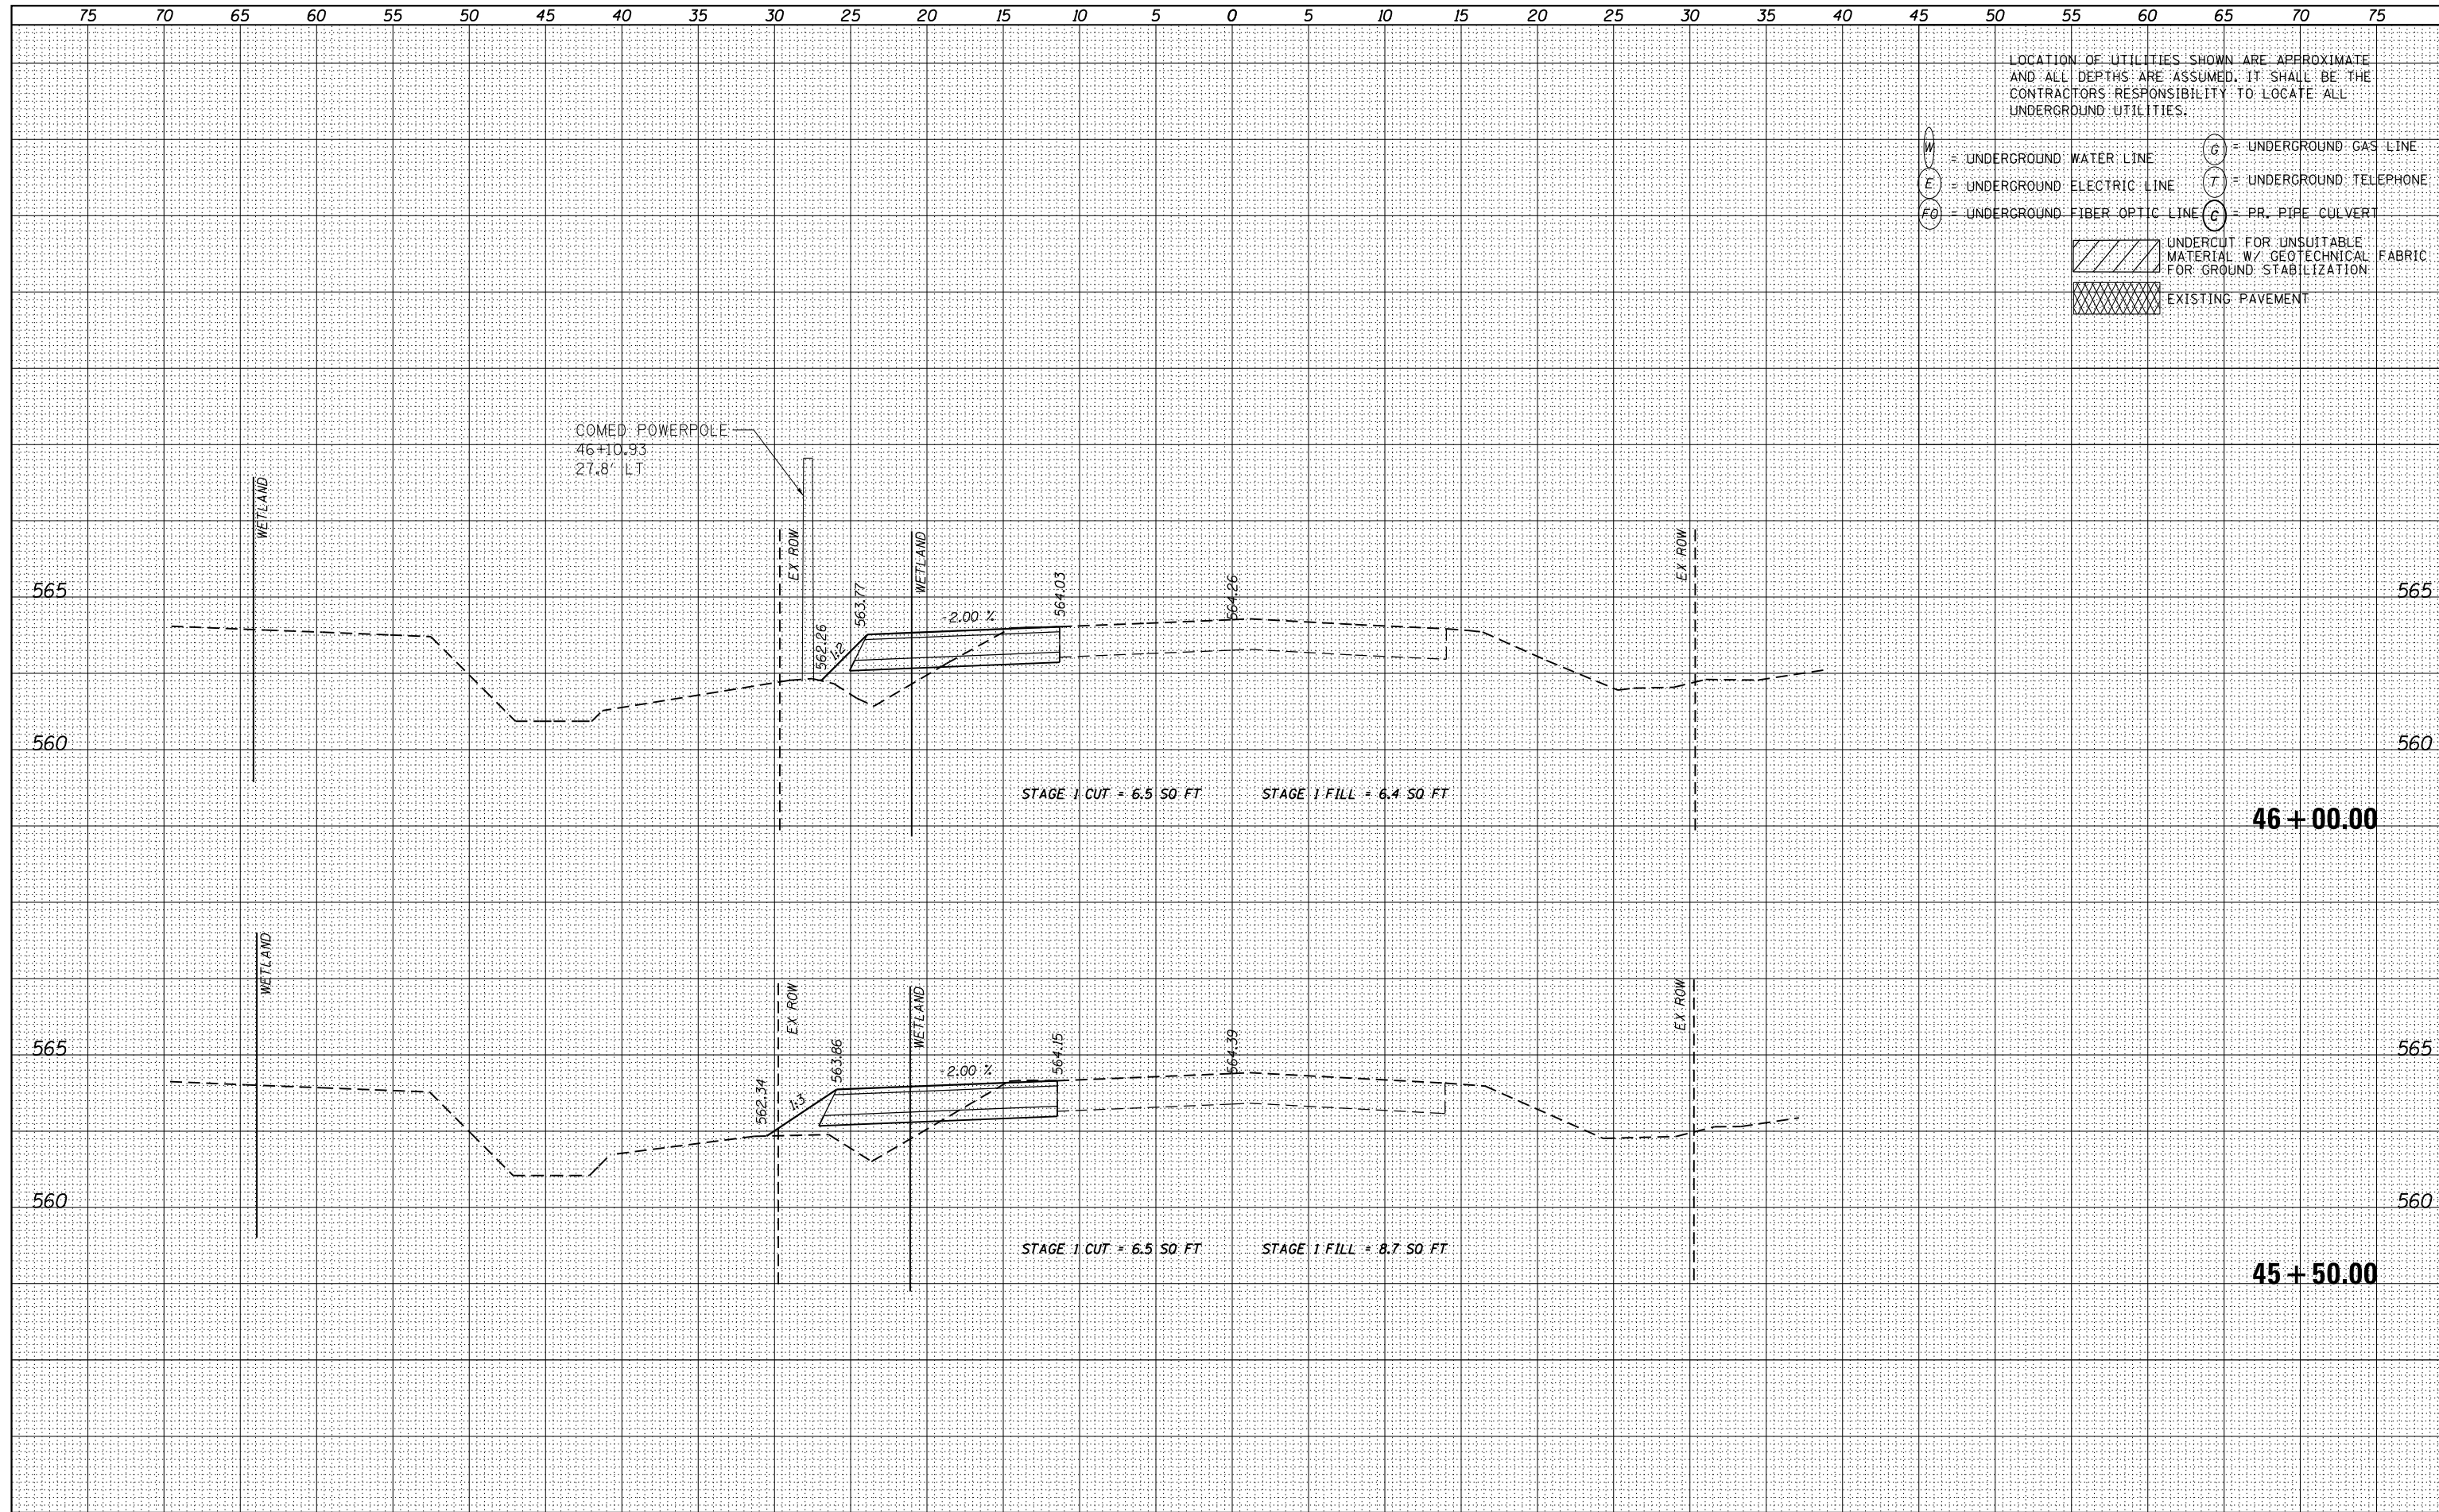 75 70 65 60 55 50 45 40 35 30 25 20 15 10 5 0 5 10 15 20 25 30 35 40 45 50 55 60 65 70 75
LOCATION OF UTILITIES SHOWN ARE APPROXIMATE
AND ALL DEPTHS ARE ASSUMED. IT SHALL BE THE
CONTRACTORS RESPONSIBILITY TO LOCATE ALL
UNDERGROUND UTILITIES.
W = UNDERGROUND WATER LINE
G = UNDERGROUND GAS LINE
E = UNDERGROUND ELECTRIC LINE
T = UNDERGROUND TELEPHONE
FO = UNDERGROUND FIBER OPTIC LINE
C = PR. PIPE CULVERT
UNDERCUT FOR UNSUITABLE
MATERIAL W/ GEOTECHNICAL FABRIC
FOR GROUND STABILIZATION
EXISTING PAVEMENT
COMED POWERPOLE
46+10.93
27.8' LT
WETLAND
EX ROW
WETLAND
EX ROW
565
562.26
1:2
563.77
-2.00 %
564.03
564.26
565
560
560
STAGE 1 CUT = 6.5 SQ FT
STAGE 1 FILL = 6.4 SQ FT
46+00.00
WETLAND
EX ROW
WETLAND
EX ROW
565
562.34
1:3
563.86
-2.00 %
564.15
564.39
565
560
560
STAGE 1 CUT = 6.5 SQ FT
STAGE 1 FILL = 8.7 SQ FT
45+50.00